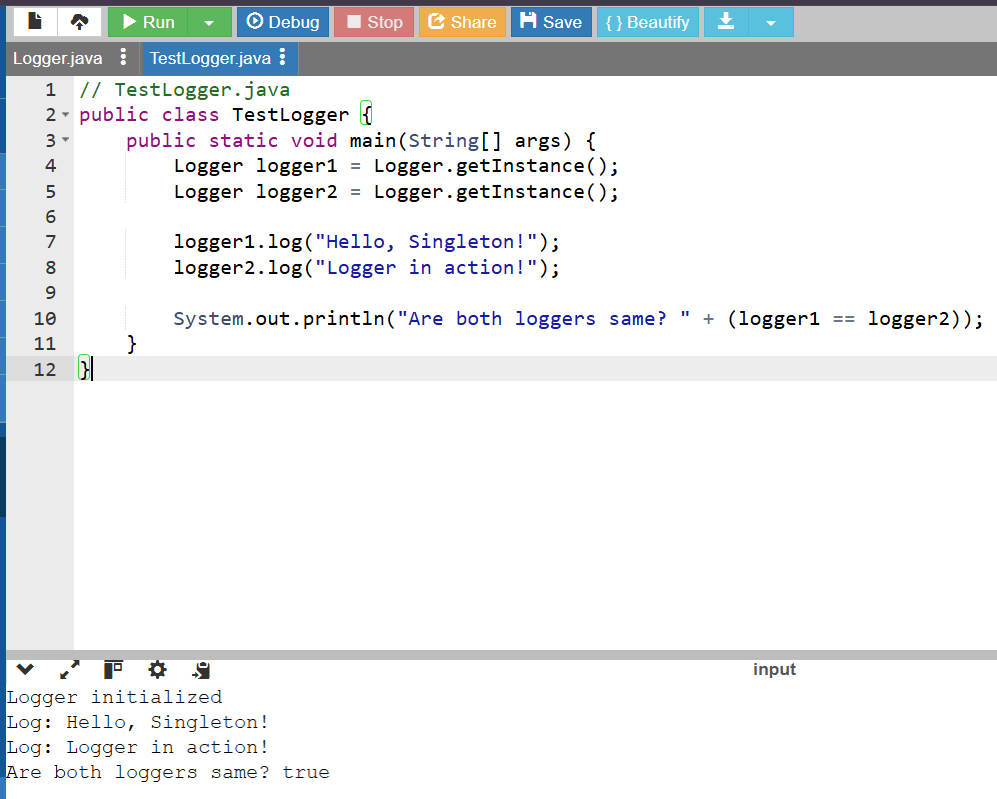 Run Debug Stop Share Save { } Beautify
Logger.java TestLogger.java
1 // TestLogger.java
2 public class TestLogger {
3     public static void main(String[] args) {
4         Logger logger1 = Logger.getInstance();
5         Logger logger2 = Logger.getInstance();
6
7         logger1.log("Hello, Singleton!");
8         logger2.log("Logger in action!");
9
10         System.out.println("Are both loggers same? " + (logger1 == logger2));
11     }
12 }
input
Logger initialized
Log: Hello, Singleton!
Log: Logger in action!
Are both loggers same? true